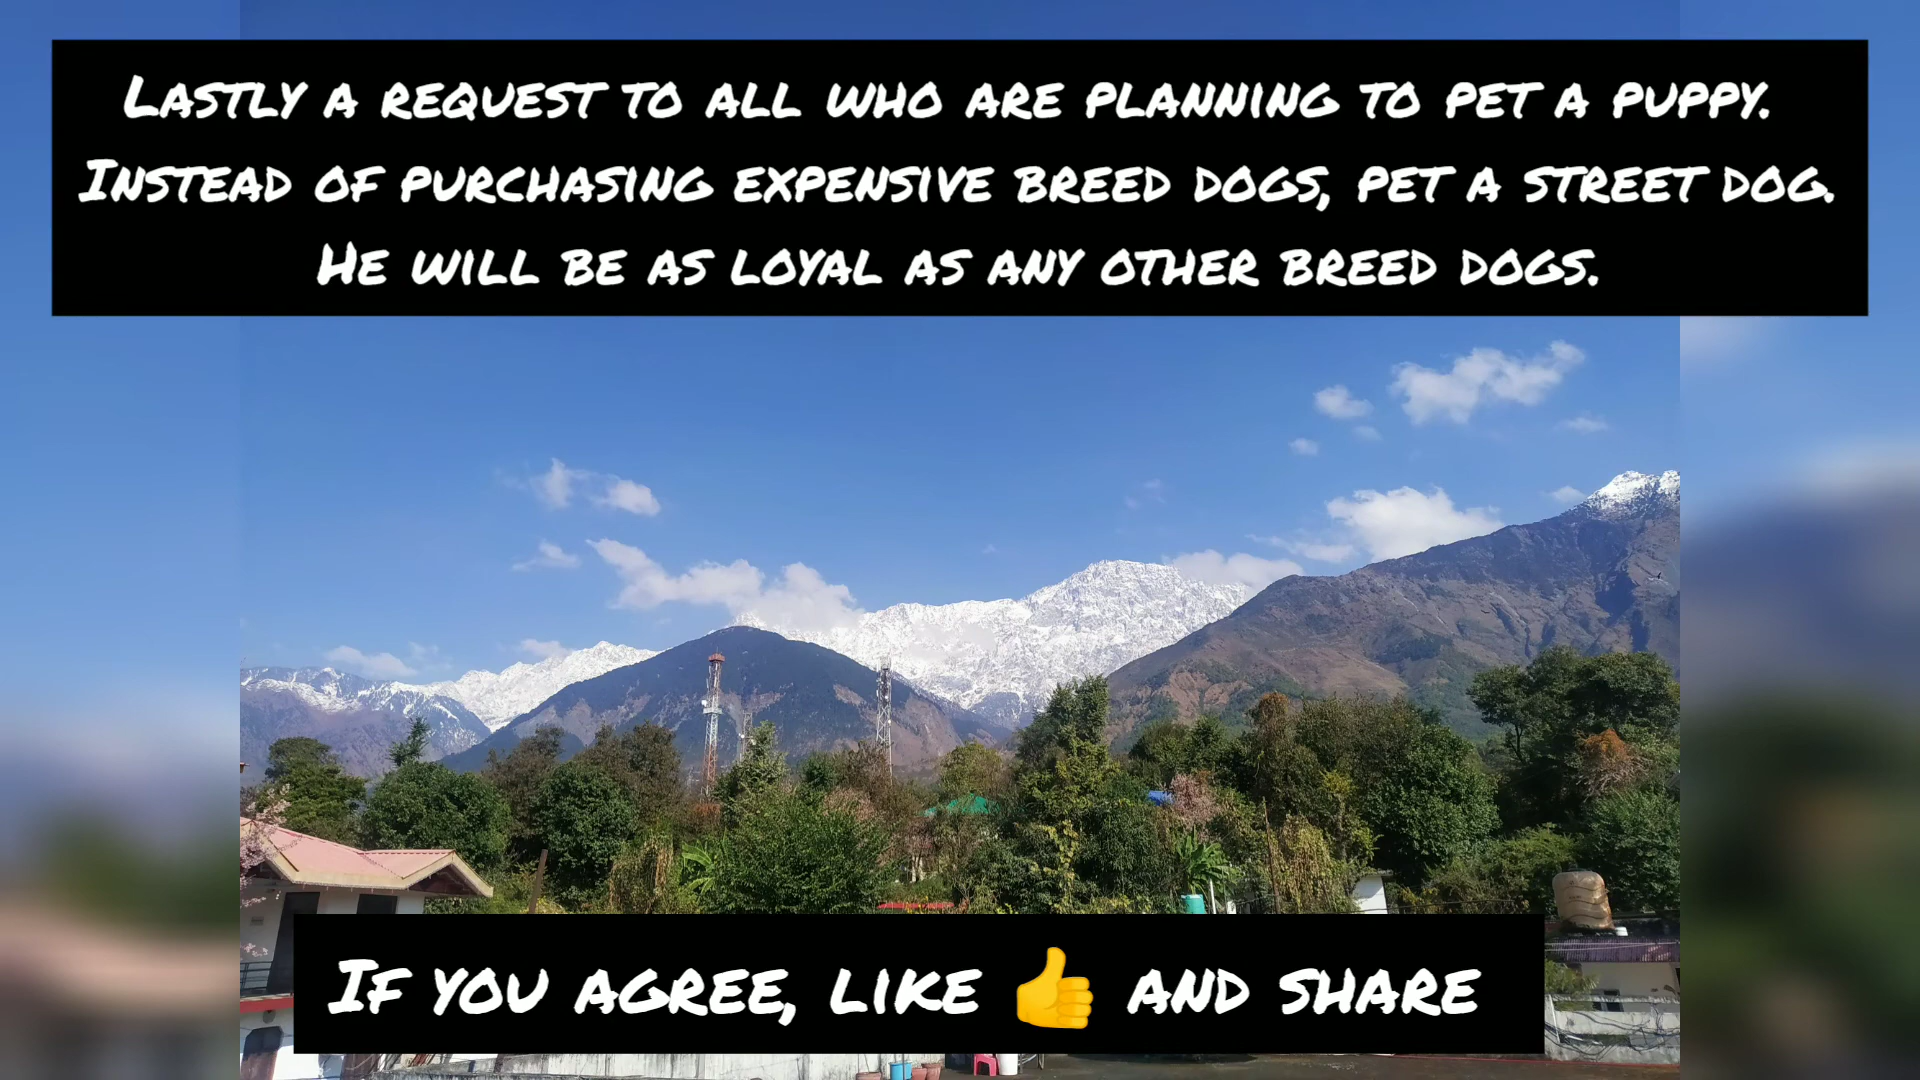 Lastly a request to all who are planning to pet a puppy.
Instead of purchasing expensive breed dogs, pet a street dog.
He will be as loyal as any other breed dogs.
If you agree, like 👍 and share